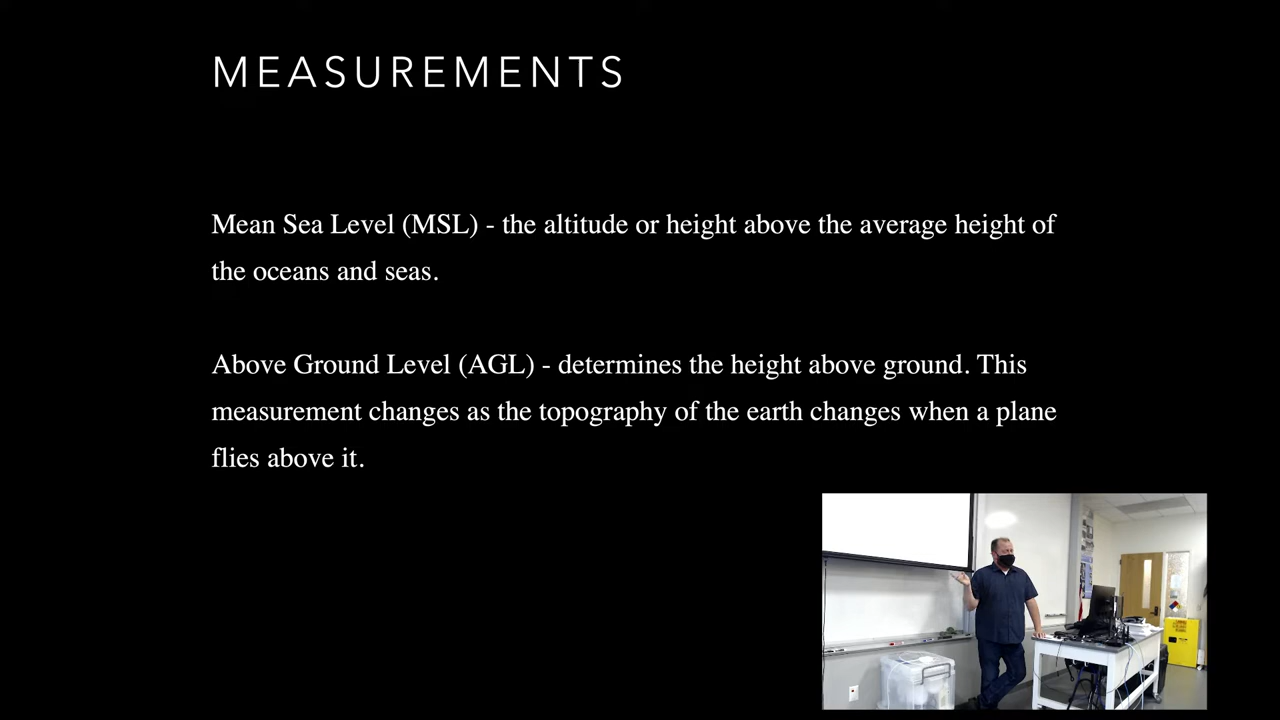 MEASUREMENTS
Mean Sea Level (MSL) - the altitude or height above the average height of
the oceans and seas.
Above Ground Level (AGL) - determines the height above ground. This
measurement changes as the topography of the earth changes when a plane
flies above it.